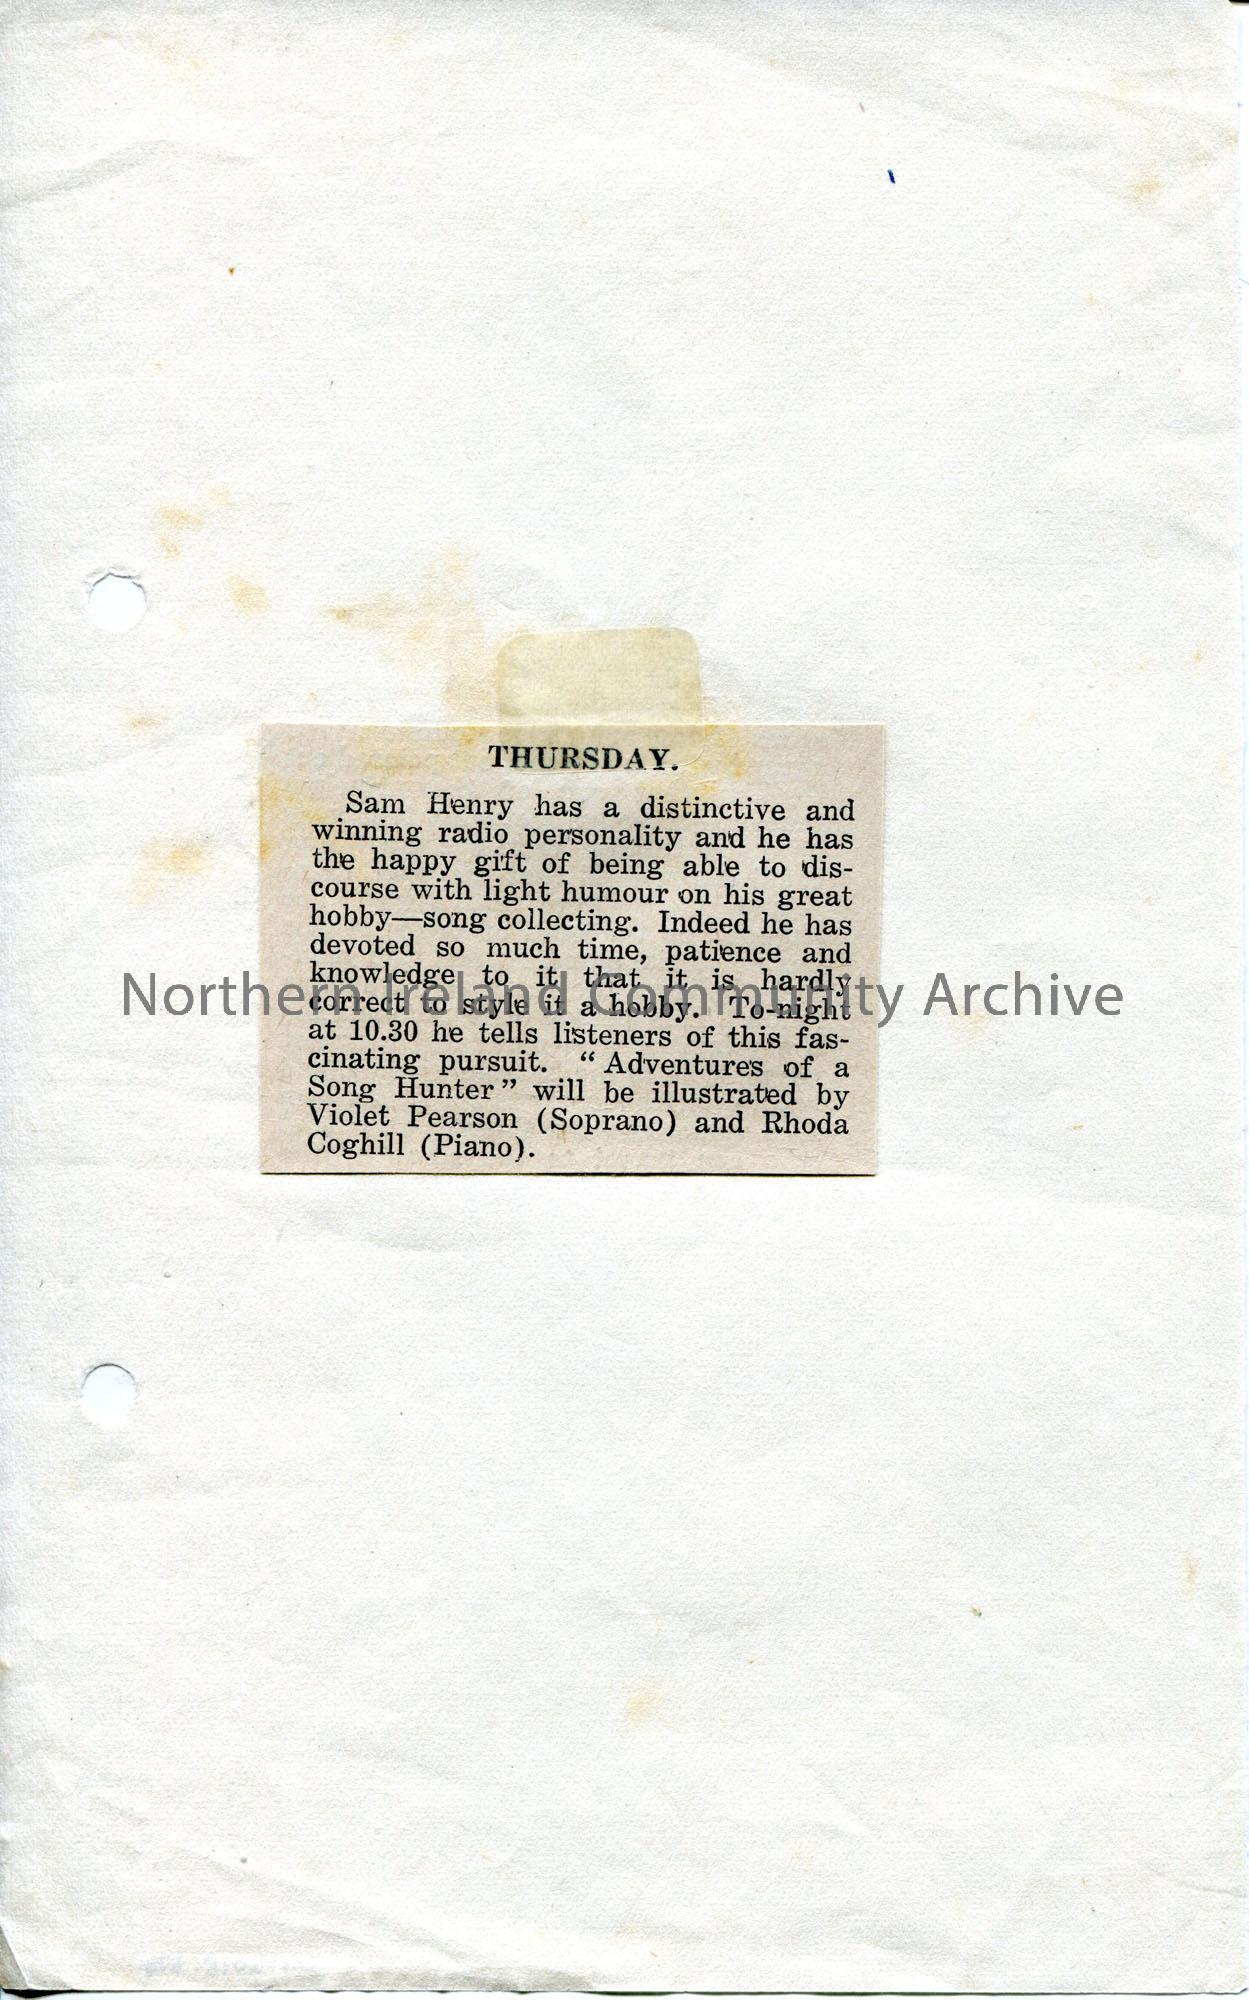 THURSDAY.
Sam Henry has a distinctive and
winning radio personality and he has
the happy gift of being able to dis-
course with light humour on his great
hobby—song collecting. Indeed he has
devoted so much time, patience and
knowledge to it that it is hardly
correct to style it a hobby. To-night
at 10.30 he tells listeners of this fas-
cinating pursuit. “ Adventures of a
Song Hunter ” will be illustrated by
Violet Pearson (Soprano) and Rhoda
Coghill (Piano).
Northern Ireland Community Archive